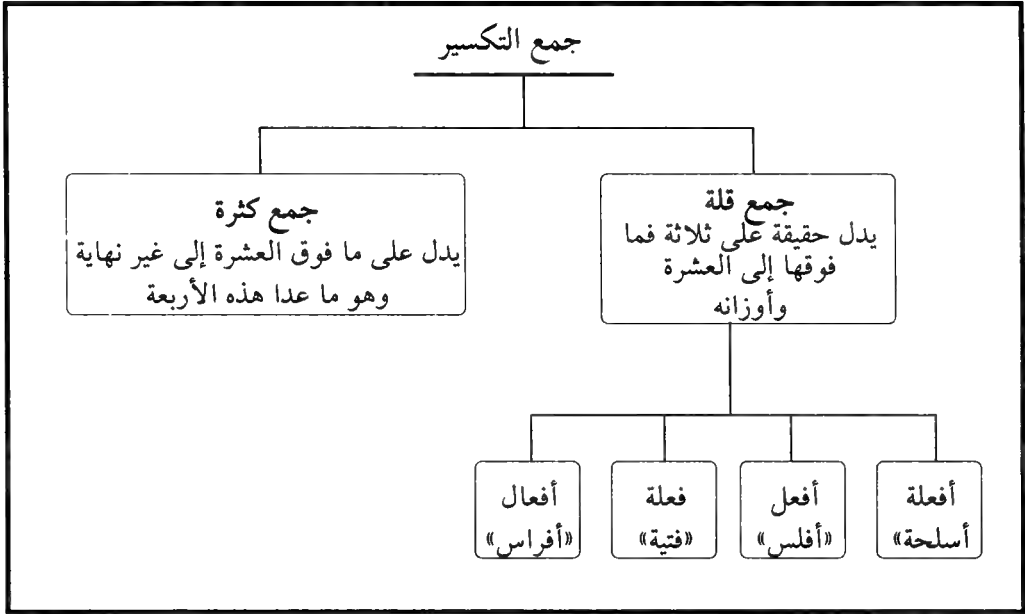 جمع التكسير
جمع قلة
يدل حقيقة على ثلاثة فما
فوقها إلى العشرة
وأوزانه
جمع كثرة
يدل على ما فوق العشرة إلى غير نهاية
وهو ما عدا هذه الأربعة
أفعلة
أسلحة»
أفعل
«أفلس»
فعلة
«فتية»
أفعال
«أفراس»